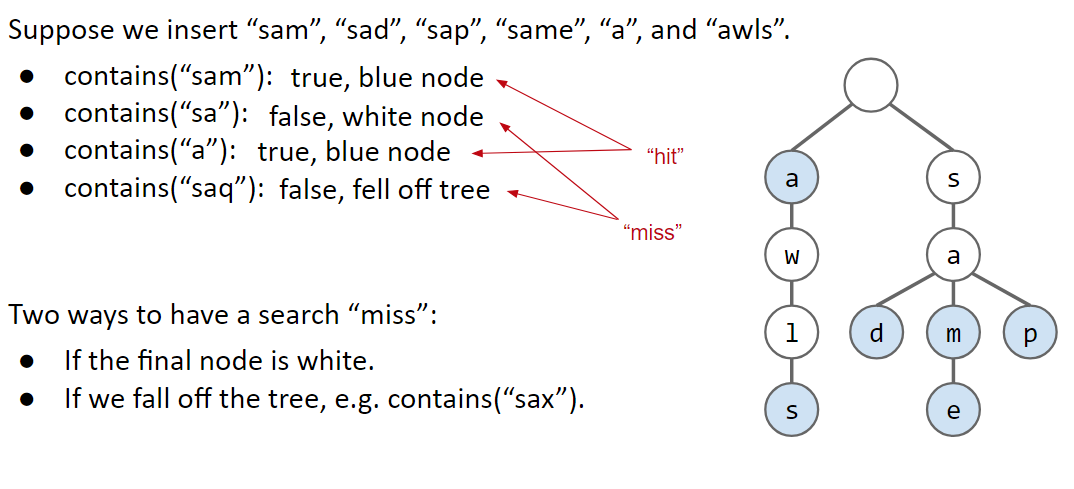 Suppose we insert “sam”, “sad”, “sap”, “same”, “a”, and “awls”.
● contains(“sam”): true, blue node
● contains(“sa”): false, white node
● contains(“a”): true, blue node
● contains(“saq”): false, fell off tree
“hit”
“miss”
Two ways to have a search “miss”:
● If the final node is white.
● If we fall off the tree, e.g. contains(“sax”).
a s
w a
l d m p
s e